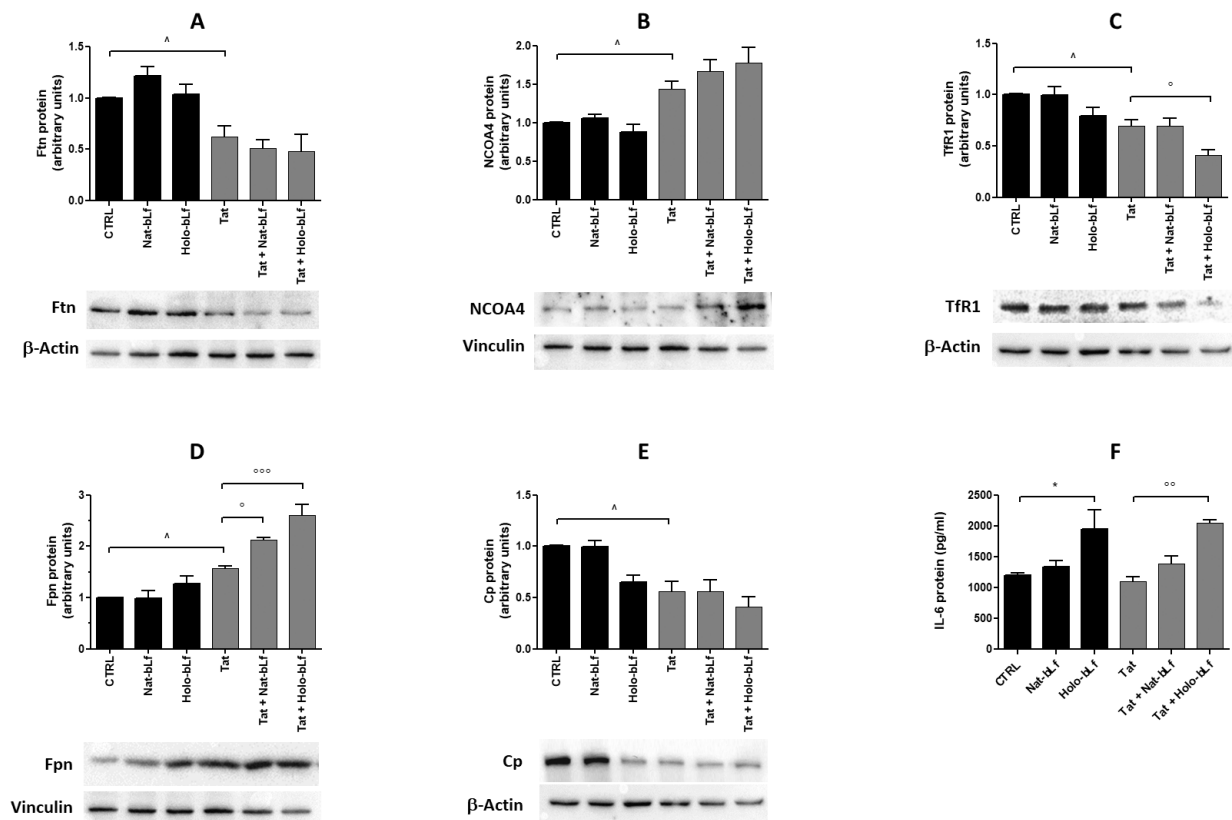 A
Ftn protein
(arbitrary units)
1.5
1.0
0.5
0.0
^
CTRL
Nat-bLf
Holo-bLf
Tat
Tat + Nat-bLf
Tat + Holo-bLf
Ftn
β-Actin
B
NCOA4 protein
(arbitrary units)
2.0
1.5
1.0
0.5
0.0
^
CTRL
Nat-bLf
Holo-bLf
Tat
Tat + Nat-bLf
Tat + Holo-bLf
NCOA4
Vinculin
C
TfR1 protein
(arbitrary units)
1.5
1.0
0.5
0.0
^
°
CTRL
Nat-bLf
Holo-bLf
Tat
Tat + Nat-bLf
Tat + Holo-bLf
TfR1
β-Actin
D
Fpn protein
(arbitrary units)
3
2
1
0
^
°
°°°
CTRL
Nat-bLf
Holo-bLf
Tat
Tat + Nat-bLf
Tat + Holo-bLf
Fpn
Vinculin
E
Cp protein
(arbitrary units)
1.5
1.0
0.5
0.0
^
CTRL
Nat-bLf
Holo-bLf
Tat
Tat + Nat-bLf
Tat + Holo-bLf
Cp
β-Actin
F
IL-6 protein (pg/ml)
2500
2000
1500
1000
500
0
*
°°
CTRL
Nat-bLf
Holo-bLf
Tat
Tat + Nat-bLf
Tat + Holo-bLf